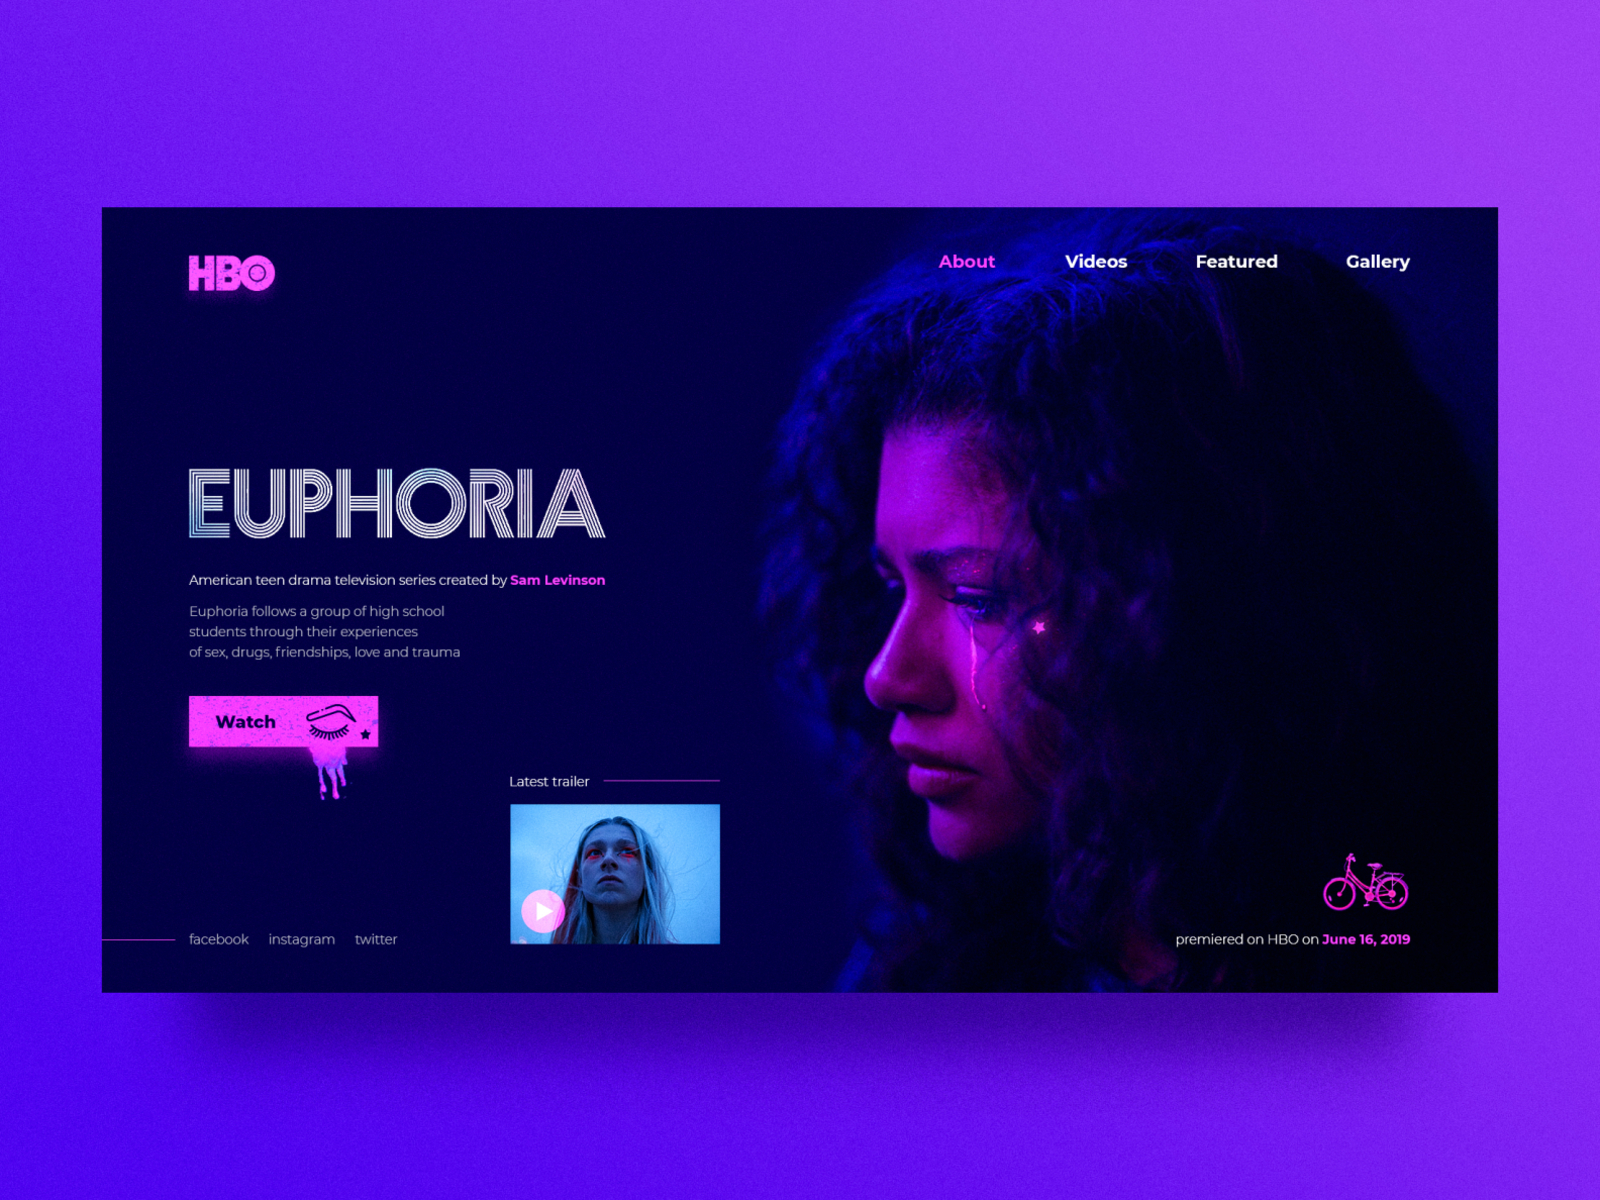 HBO
About Videos Featured Gallery
EUPHORIA
American teen drama television series created by Sam Levinson
Euphoria follows a group of high school
students through their experiences
of sex, drugs, friendships, love and trauma
Watch
Latest trailer
facebook instagram twitter
premiered on HBO on June 16, 2019